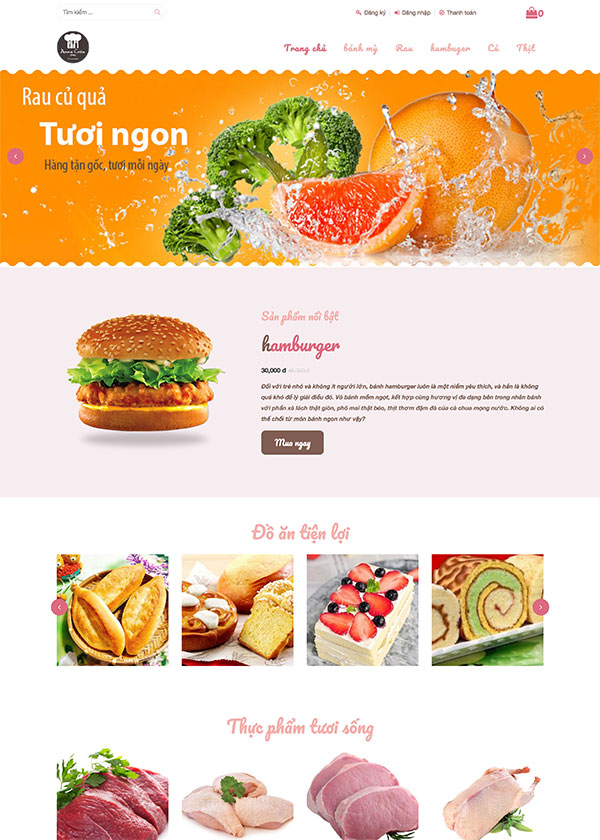 Tìm kiếm ...
Đăng ký
Đăng nhập
Thanh toán
0
Trang chủ
bánh mỳ
Rau
hambuger
Củ
Thịt
Rau củ quả
Tươi ngon
Hàng tận gốc, tươi mỗi ngày
Sản phẩm nổi bật
hamburger
30,000 đ
Đối với trẻ nhỏ và không ít người lớn, bánh hamburger luôn là một niềm yêu thích, và hẳn là không
quá khó để lý giải điều đó. Vỏ bánh mềm ngọt, kết hợp cùng hương vị đa dạng bên trong nhân bánh
với phần xà lách thật giòn, phô mai thật béo, thịt thơm đậm đà của cà chua mọng nước. Không ai có
thể chối từ món bánh ngon như vậy?
Mua ngay
Đồ ăn tiện lợi
Thực phẩm tươi sống